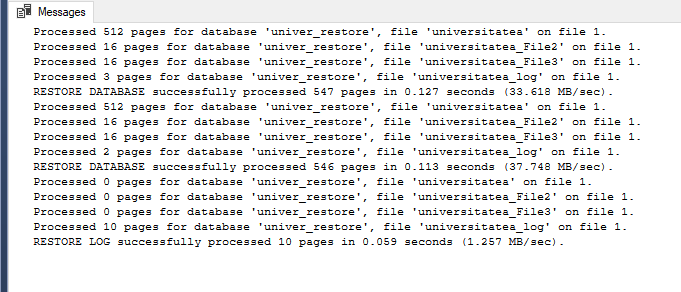 Messages
Processed 512 pages for database 'univer_restore', file 'universitatea' on file 1.
Processed 16 pages for database 'univer_restore', file 'universitatea_File2' on file 1.
Processed 16 pages for database 'univer_restore', file 'universitatea_File3' on file 1.
Processed 3 pages for database 'univer_restore', file 'universitatea_log' on file 1.
RESTORE DATABASE successfully processed 547 pages in 0.127 seconds (33.618 MB/sec).
Processed 512 pages for database 'univer_restore', file 'universitatea' on file 1.
Processed 16 pages for database 'univer_restore', file 'universitatea_File2' on file 1.
Processed 16 pages for database 'univer_restore', file 'universitatea_File3' on file 1.
Processed 2 pages for database 'univer_restore', file 'universitatea_log' on file 1.
RESTORE DATABASE successfully processed 546 pages in 0.113 seconds (37.748 MB/sec).
Processed 0 pages for database 'univer_restore', file 'universitatea' on file 1.
Processed 0 pages for database 'univer_restore', file 'universitatea_File2' on file 1.
Processed 0 pages for database 'univer_restore', file 'universitatea_File3' on file 1.
Processed 10 pages for database 'univer_restore', file 'universitatea_log' on file 1.
RESTORE LOG successfully processed 10 pages in 0.059 seconds (1.257 MB/sec).